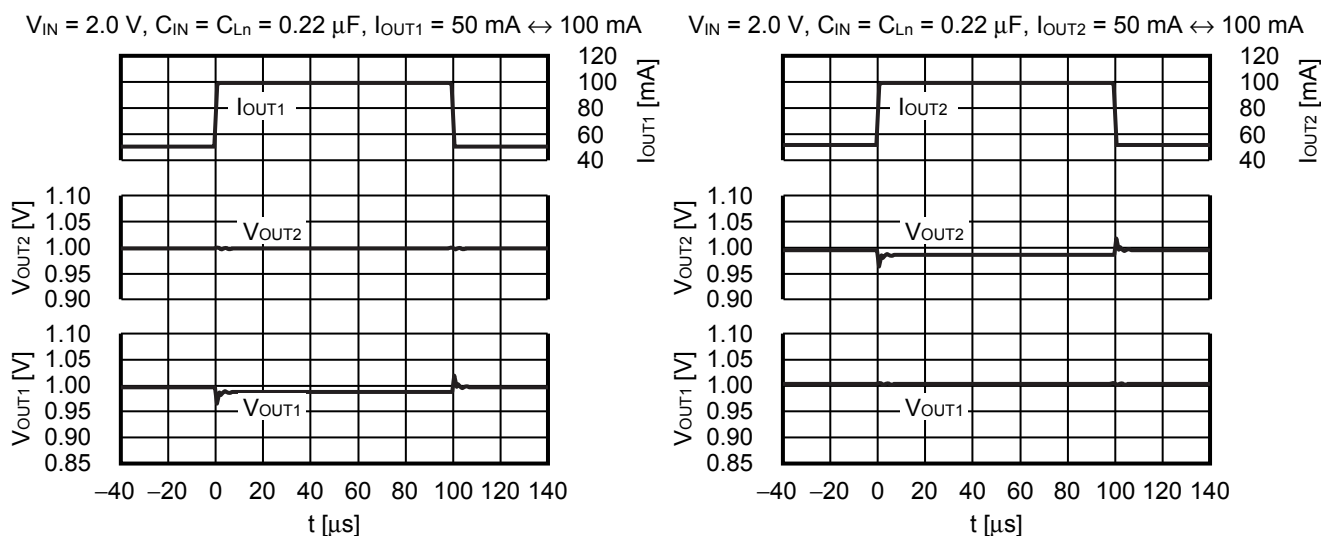 VIN = 2.0 V, CIN = CLn = 0.22 μF, IOUT1 = 50 mA ↔ 100 mA
120
100
80
60
40
IOUT1 [mA]
IOUT1
1.10
1.05
1.00
0.95
0.90
VOUT2 [V]
VOUT2
1.10
1.05
1.00
0.95
0.90
0.85
VOUT1 [V]
VOUT1
−40 −20 0 20 40 60 80 100 120 140
t [μs]
VIN = 2.0 V, CIN = CLn = 0.22 μF, IOUT2 = 50 mA ↔ 100 mA
120
100
80
60
40
IOUT2 [mA]
IOUT2
1.10
1.05
1.00
0.95
0.90
VOUT2 [V]
VOUT2
1.10
1.05
1.00
0.95
0.90
0.85
VOUT1 [V]
VOUT1
−40 −20 0 20 40 60 80 100 120 140
t [μs]